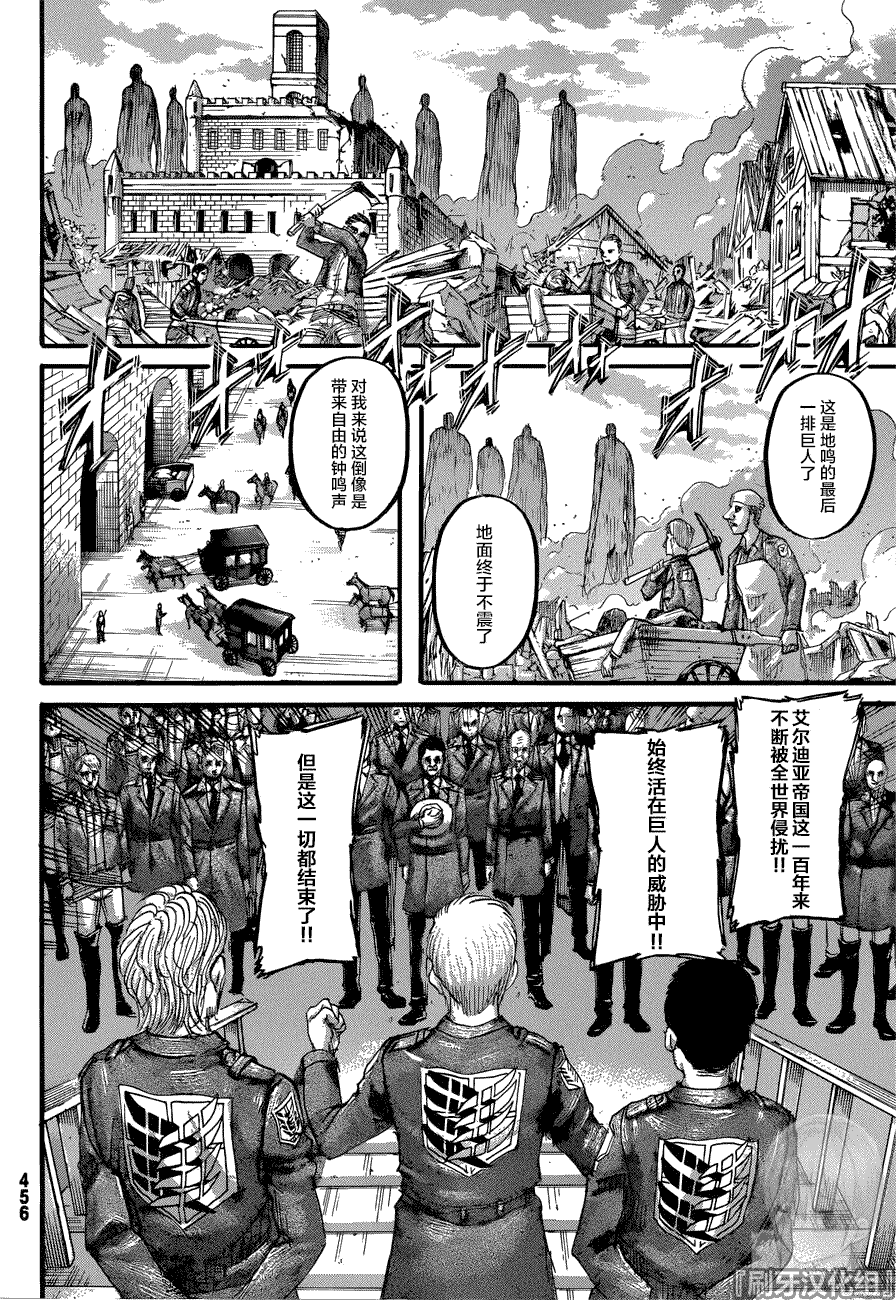 这是地鸣的最后
一排巨人了
地面终于不震了
对我来说这倒像是
带来自由的钟鸣声
艾尔迪亚帝国这一百年来
不断被全世界侵扰!!
始终活在巨人的威胁中!!
但是这一切都结束了!!
456
『刷牙汉化组』